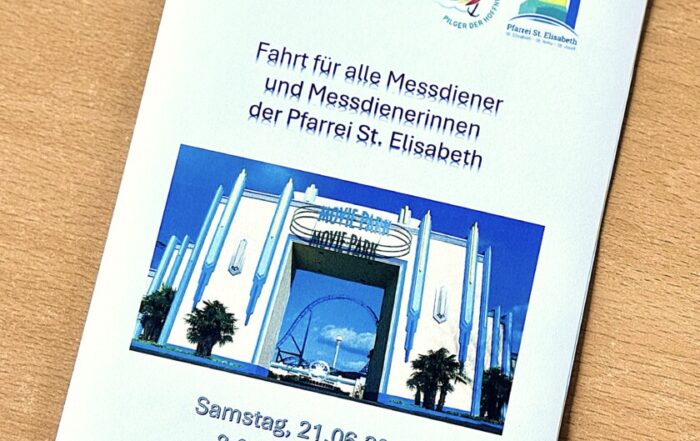 PILGER DER HOFFN
Pfarrei St. Elisabeth
Fahrt für alle Messdiener
und Messdienerinnen
der Pfarrei St. Elisabeth
MOVIE PARK
MOVIE PARK
Samstag, 21.06.